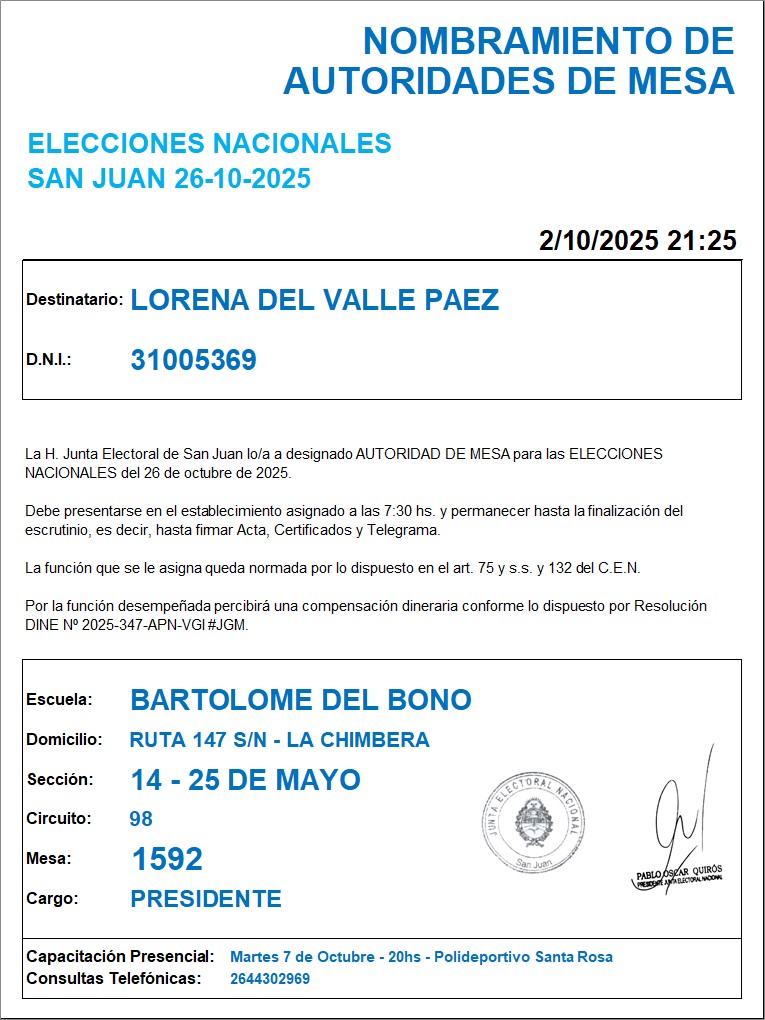 NOMBRAMIENTO DE
AUTORIDADES DE MESA
ELECCIONES NACIONALES
SAN JUAN 26-10-2025
2/10/2025 21:25
Destinatario: LORENA DEL VALLE PAEZ
D.N.I.: 31005369
La H. Junta Electoral de San Juan lo/a a designado AUTORIDAD DE MESA para las ELECCIONES
NACIONALES del 26 de octubre de 2025.
Debe presentarse en el establecimiento asignado a las 7:30 hs. y permanecer hasta la finalización del
escrutinio, es decir, hasta firmar Acta, Certificados y Telegrama.
La función que se le asigna queda normada por lo dispuesto en el art. 75 y s.s. y 132 del C.E.N.
Por la función desempeñada percibirá una compensación dineraria conforme lo dispuesto por Resolución
DINE Nº 2025-347-APN-VGI#JGM.
Escuela: BARTOLOME DEL BONO
Domicilio: RUTA 147 S/N - LA CHIMBERA
Sección: 14 - 25 DE MAYO
Circuito: 98
Mesa: 1592
Cargo: PRESIDENTE
JUNTA ELECTORAL NACIONAL
San Juan
PABLO OSCAR QUIRÓS
PRESIDENTE JUNTA ELECTORAL NACIONAL
Capacitación Presencial: Martes 7 de Octubre - 20hs - Polideportivo Santa Rosa
Consultas Telefónicas: 2644302969